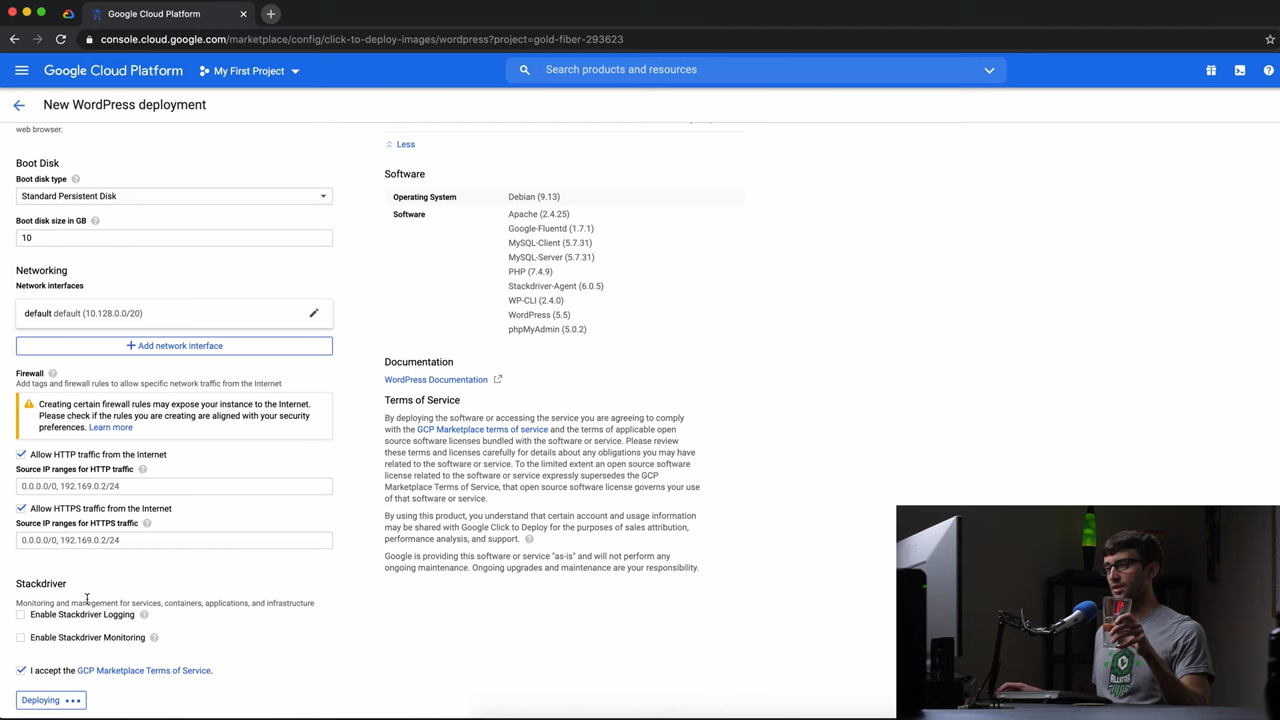 Google Cloud Platform
console.cloud.google.com/marketplace/config/click-to-deploy-images/wordpress?project=gold-fiber-293623
Google Cloud Platform
My First Project
Search products and resources
New WordPress deployment
web browser.
Boot Disk
Boot disk type
Standard Persistent Disk
Boot disk size in GB
10
Networking
Network interfaces
default default (10.128.0.0/20)
Add network interface
Firewall
Add tags and firewall rules to allow specific network traffic from the Internet
Creating certain firewall rules may expose your instance to the Internet.
Please check if the rules you are creating are aligned with your security
preferences. Learn more
Allow HTTP traffic from the Internet
Source IP ranges for HTTP traffic
0.0.0.0/0, 192.169.0.2/24
Allow HTTPS traffic from the Internet
Source IP ranges for HTTPS traffic
0.0.0.0/0, 192.169.0.2/24
Stackdriver
Monitoring and management for services, containers, applications, and infrastructure
Enable Stackdriver Logging
Enable Stackdriver Monitoring
I accept the GCP Marketplace Terms of Service.
Deploying
Less
Software
Operating System Debian (9.13)
Software Apache (2.4.25)
Google-Fluentd (1.7.1)
MySQL-Client (5.7.31)
MySQL-Server (5.7.31)
PHP (7.4.9)
Stackdriver-Agent (6.0.5)
WP-CLI (2.4.0)
WordPress (5.5)
phpMyAdmin (5.0.2)
Documentation
WordPress Documentation
Terms of Service
By deploying the software or accessing the service you are agreeing to comply
with the GCP Marketplace terms of service and the terms of applicable open
source software licenses bundled with the software or service. Please review
these terms and licenses carefully for details about any obligations you may have
related to the software or service. To the limited extent an open source software
license related to the software or service expressly supersedes the GCP
Marketplace Terms of Service, that open source software license governs your use
of that software or service.
By using this product, you understand that certain account and usage information
may be shared with Google Click to Deploy for the purposes of sales attribution,
performance analysis, and support.
Google is providing this software or service "as-is" and will not perform any
ongoing maintenance. Ongoing upgrades and maintenance are your responsibility.
ALLSTAR